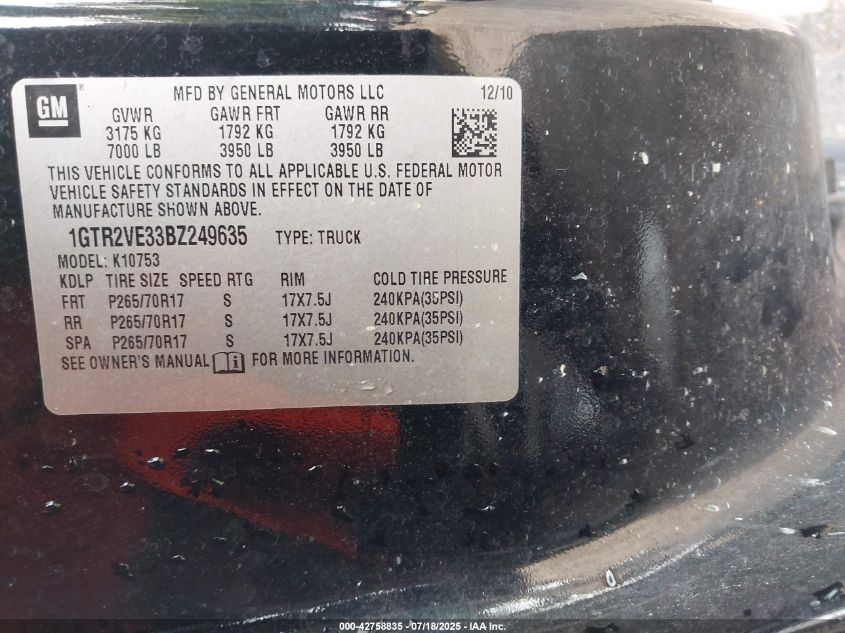 GM
MFD BY GENERAL MOTORS LLC 12/10
GVWR GAWR FRT GAWR RR
3175 KG 1792 KG 1792 KG
7000 LB 3950 LB 3950 LB
THIS VEHICLE CONFORMS TO ALL APPLICABLE U.S. FEDERAL MOTOR
VEHICLE SAFETY STANDARDS IN EFFECT ON THE DATE OF
MANUFACTURE SHOWN ABOVE.
1GTR2VE33BZ249635 TYPE: TRUCK
MODEL: K10753
KDLP TIRE SIZE SPEED RTG RIM COLD TIRE PRESSURE
FRT P265/70R17 S 17X7.5J 240KPA(35PSI)
RR P265/70R17 S 17X7.5J 240KPA(35PSI)
SPA P265/70R17 S 17X7.5J 240KPA(35PSI)
SEE OWNER'S MANUAL i FOR MORE INFORMATION.
000-42758835 - 07/18/2025 - IAA Inc.